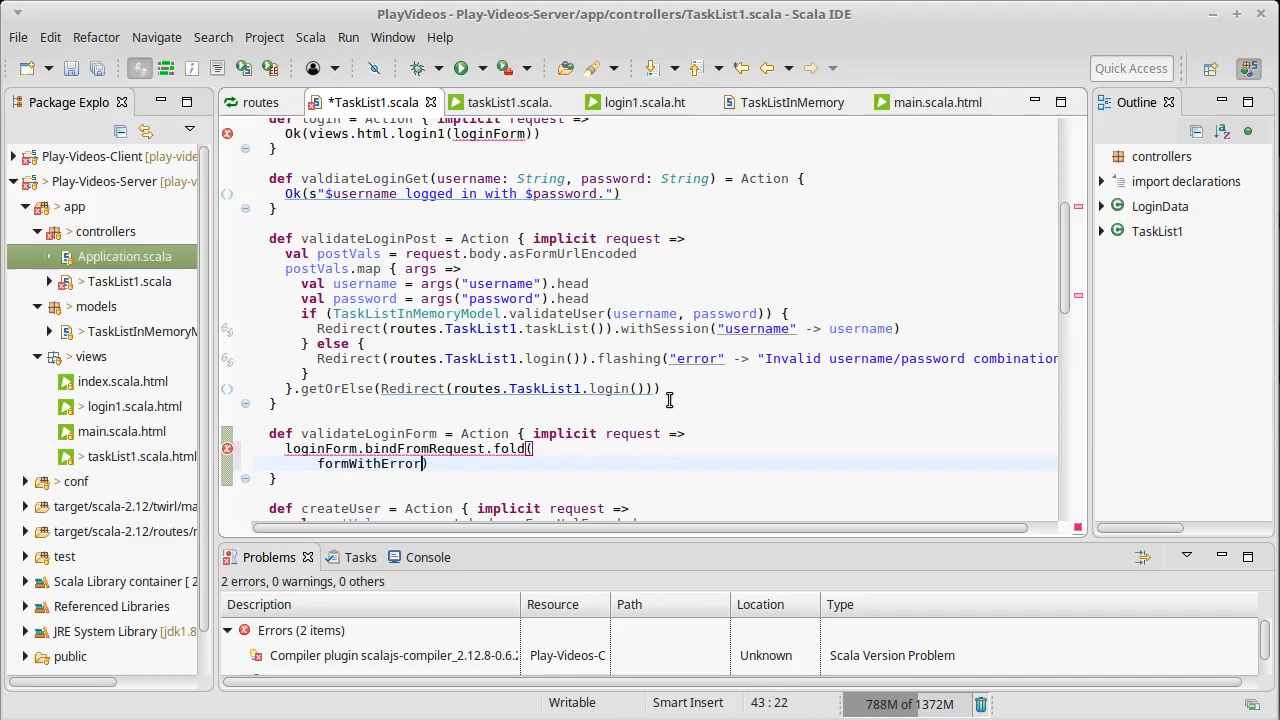 PlayVideos - Play-Videos-Server/app/controllers/TaskList1.scala - Scala IDE
File Edit Refactor Navigate Search Project Scala Run Window Help
Quick Access
Package Explo
routes
*TaskList1.scala
taskList1.scala.
login1.scala.ht
TaskListInMemory
main.scala.html
Outline
Play-Videos-Client [play-vide
Play-Videos-Server [play-v
app
> controllers
Application.scala
> TaskList1.scala
> models
> TaskListInMemoryM
> views
index.scala.html
> login1.scala.html
main.scala.html
> taskList1.scala.html
> conf
target/scala-2.12/twirl/ma
target/scala-2.12/routes/m
test
Scala Library container [ 2
Referenced Libraries
JRE System Library [jdk1.8
public
def login = Action { implicit request =>
Ok(views.html.login1(loginForm))
}
def valdiateLoginGet(username: String, password: String) = Action {
Ok(s"$username logged in with $password.")
}
def validateLoginPost = Action { implicit request =>
val postVals = request.body.asFormUrlEncoded
postVals.map { args =>
val username = args("username").head
val password = args("password").head
if (TaskListInMemoryModel.validateUser(username, password)) {
Redirect(routes.TaskList1.taskList()).withSession("username" -> username)
} else {
Redirect(routes.TaskList1.login()).flashing("error" -> "Invalid username/password combination
}
}.getOrElse(Redirect(routes.TaskList1.login()))
}
def validateLoginForm = Action { implicit request =>
loginForm.bindFromRequest.fold(
formWithError)
}
def createUser = Action { implicit request =>
controllers
import declarations
LoginData
TaskList1
Problems
Tasks
Console
2 errors, 0 warnings, 0 others
Description Resource Path Location Type
Errors (2 items)
Compiler plugin scalajs-compiler_2.12.8-0.6.2 Play-Videos-C Unknown Scala Version Problem
Writable Smart Insert 43 : 22 788M of 1372M